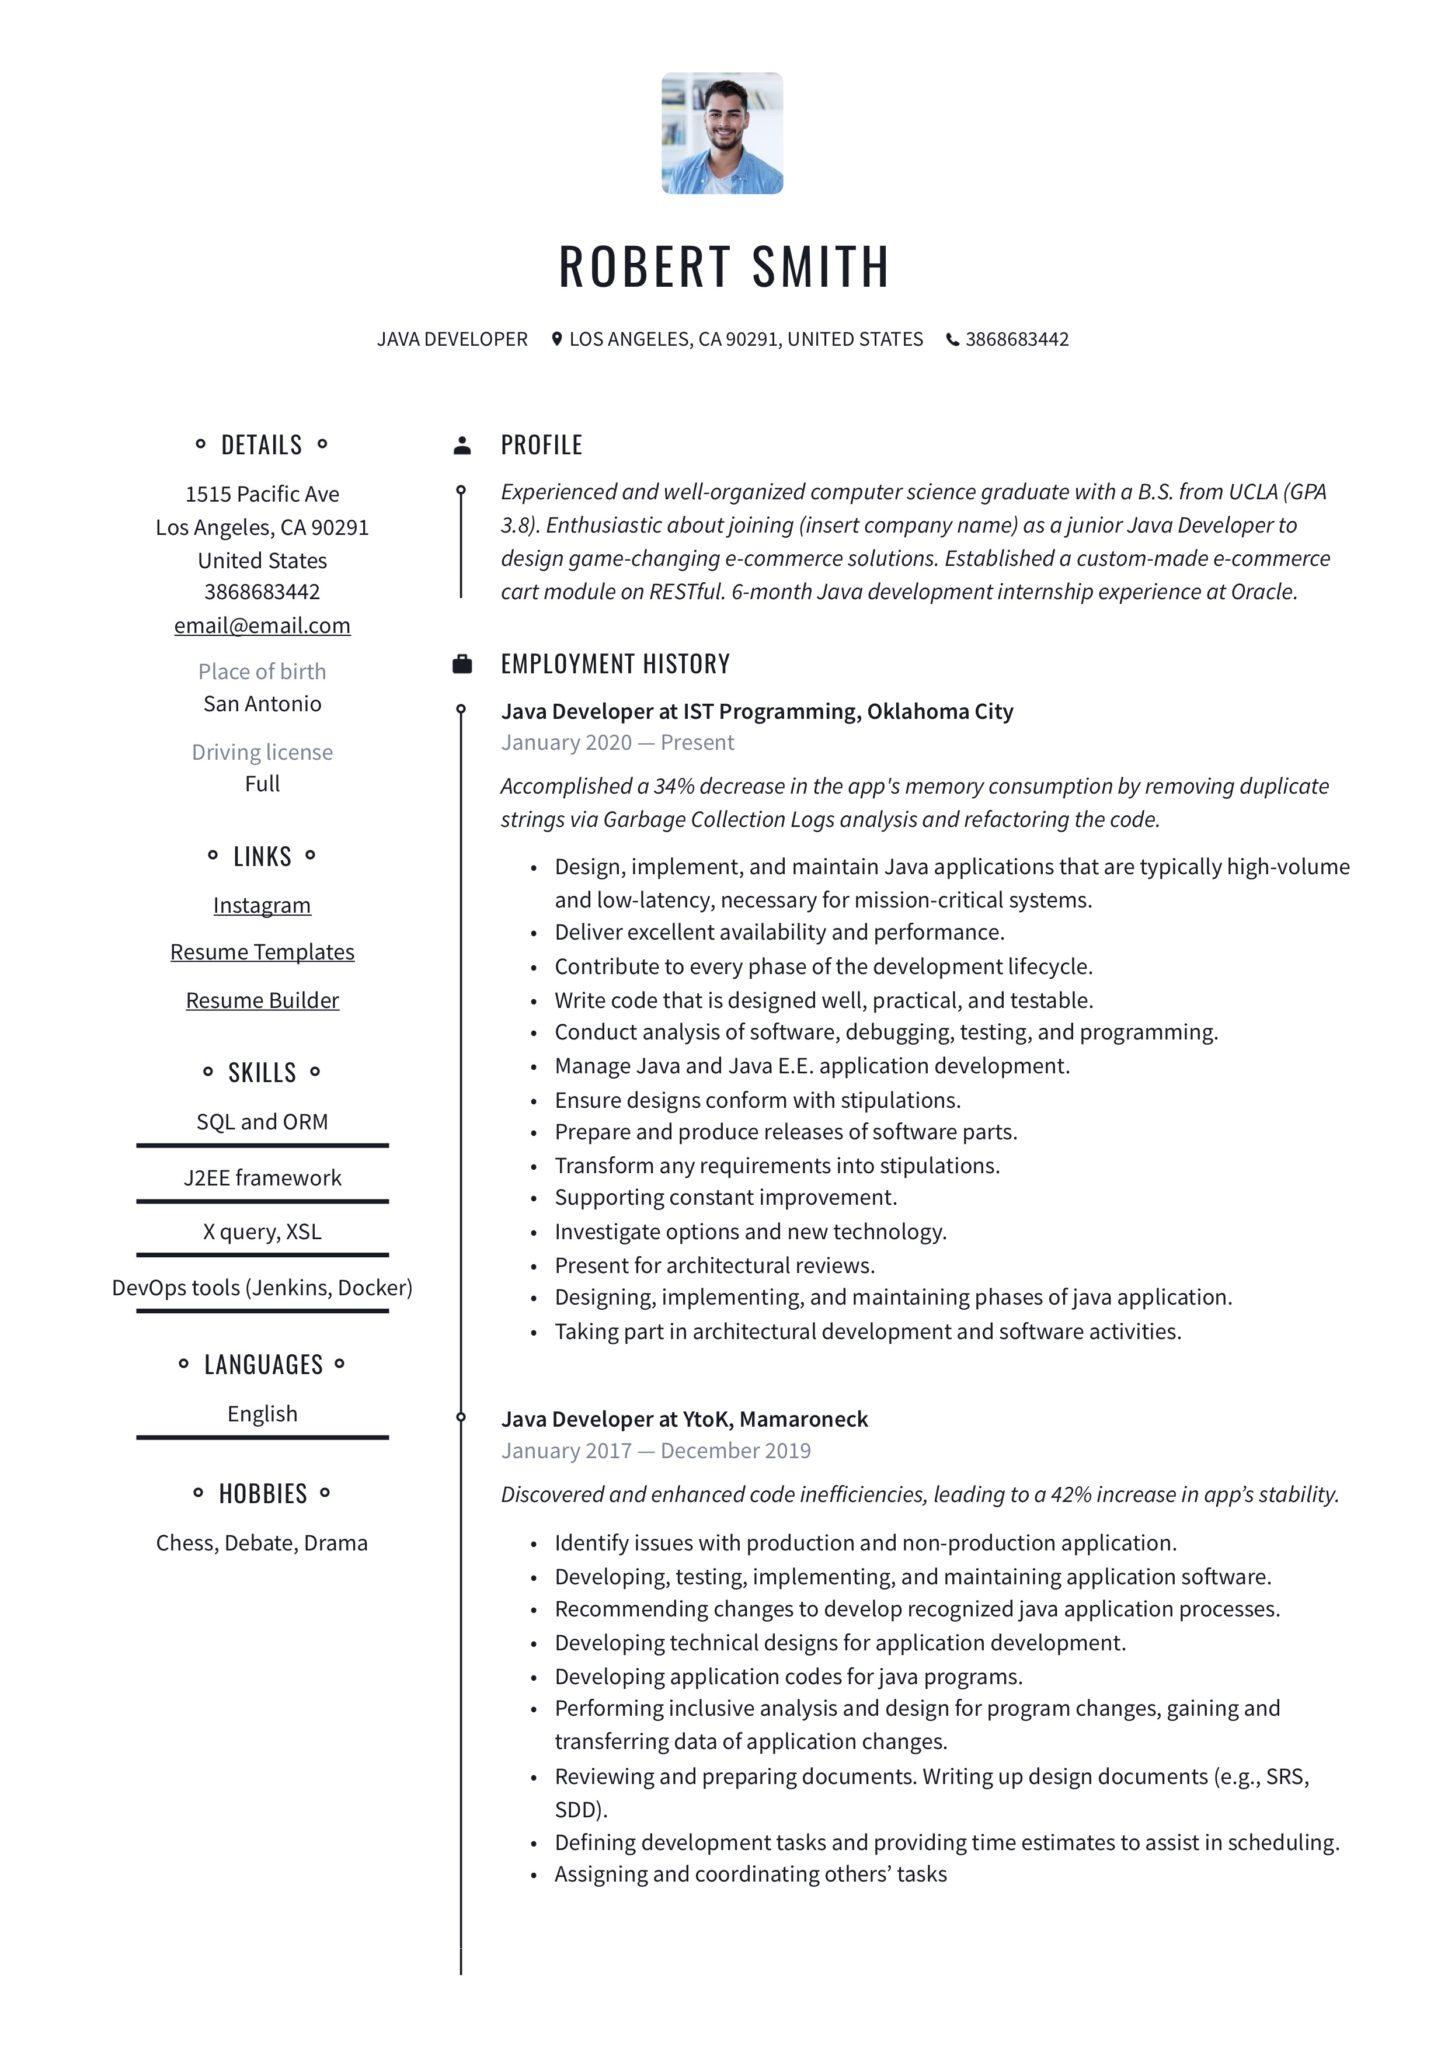 ROBERT SMITH
JAVA DEVELOPER LOS ANGELES, CA 90291, UNITED STATES 3868683442
DETAILS
1515 Pacific Ave
Los Angeles, CA 90291
United States
3868683442
email@email.com
Place of birth
San Antonio
Driving license
Full
LINKS
Instagram
Resume Templates
Resume Builder
SKILLS
SQL and ORM
J2EE framework
X query, XSL
DevOps tools (Jenkins, Docker)
LANGUAGES
English
HOBBIES
Chess, Debate, Drama
PROFILE
Experienced and well-organized computer science graduate with a B.S. from UCLA (GPA
3.8). Enthusiastic about joining (insert company name) as a junior Java Developer to
design game-changing e-commerce solutions. Established a custom-made e-commerce
cart module on RESTful. 6-month Java development internship experience at Oracle.
EMPLOYMENT HISTORY
Java Developer at IST Programming, Oklahoma City
January 2020 — Present
Accomplished a 34% decrease in the app's memory consumption by removing duplicate
strings via Garbage Collection Logs analysis and refactoring the code.
• Design, implement, and maintain Java applications that are typically high-volume
and low-latency, necessary for mission-critical systems.
• Deliver excellent availability and performance.
• Contribute to every phase of the development lifecycle.
• Write code that is designed well, practical, and testable.
• Conduct analysis of software, debugging, testing, and programming.
• Manage Java and Java E.E. application development.
• Ensure designs conform with stipulations.
• Prepare and produce releases of software parts.
• Transform any requirements into stipulations.
• Supporting constant improvement.
• Investigate options and new technology.
• Present for architectural reviews.
• Designing, implementing, and maintaining phases of java application.
• Taking part in architectural development and software activities.
Java Developer at YtoK, Mamaroneck
January 2017 — December 2019
Discovered and enhanced code inefficiencies, leading to a 42% increase in app’s stability.
• Identify issues with production and non-production application.
• Developing, testing, implementing, and maintaining application software.
• Recommending changes to develop recognized java application processes.
• Developing technical designs for application development.
• Developing application codes for java programs.
• Performing inclusive analysis and design for program changes, gaining and
transferring data of application changes.
• Reviewing and preparing documents. Writing up design documents (e.g., SRS,
SDD).
• Defining development tasks and providing time estimates to assist in scheduling.
• Assigning and coordinating others’ tasks